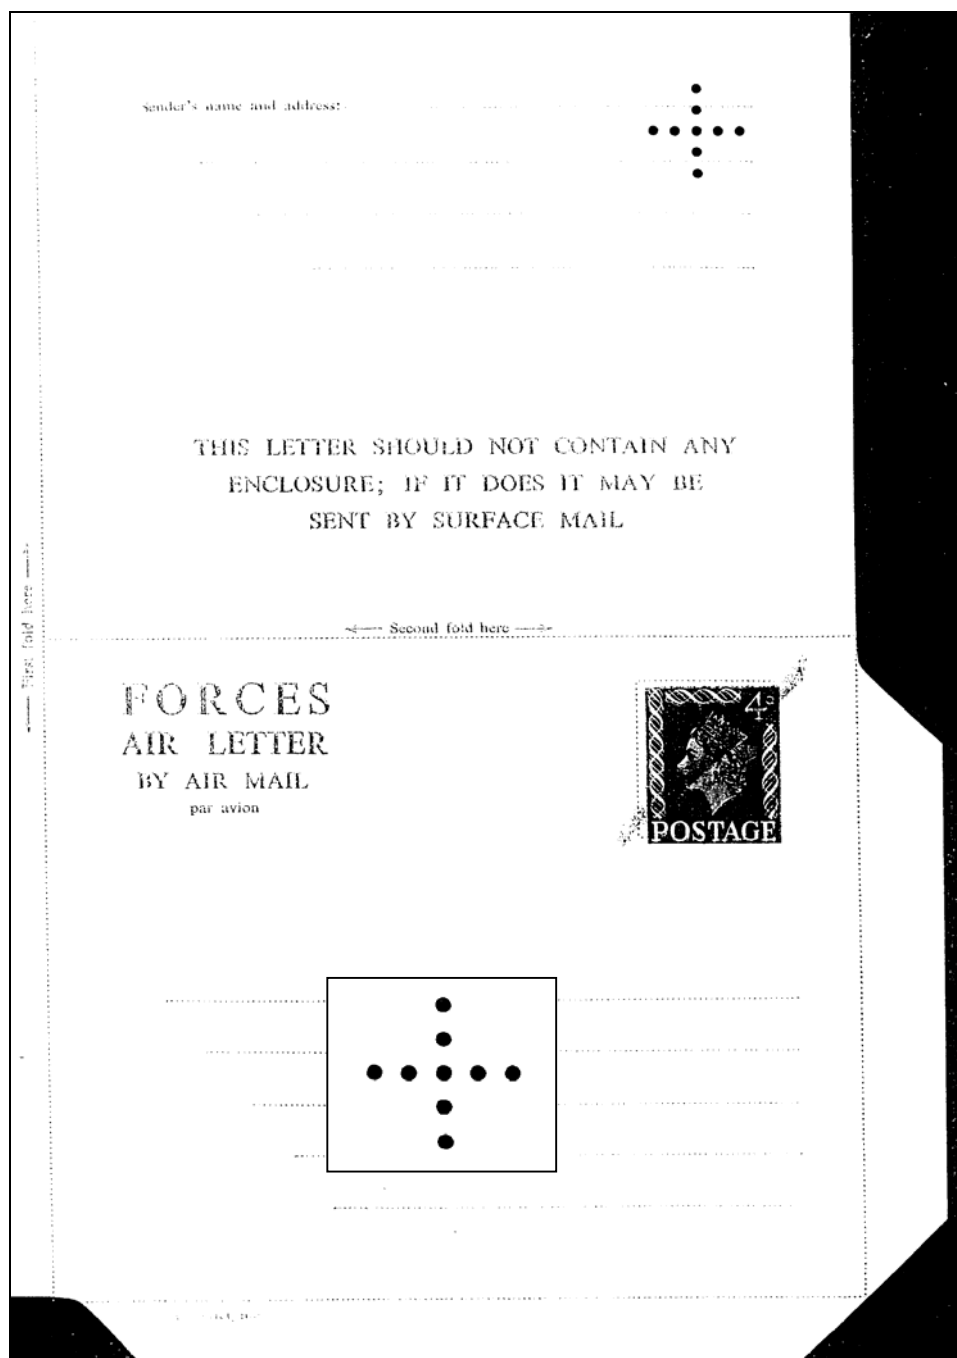 Sender's name and address:
THIS LETTER SHOULD NOT CONTAIN ANY
ENCLOSURE; IF IT DOES IT MAY BE
SENT BY SURFACE MAIL
First fold here
Second fold here
FORCES
AIR LETTER
BY AIR MAIL
par avion
4D
POSTAGE